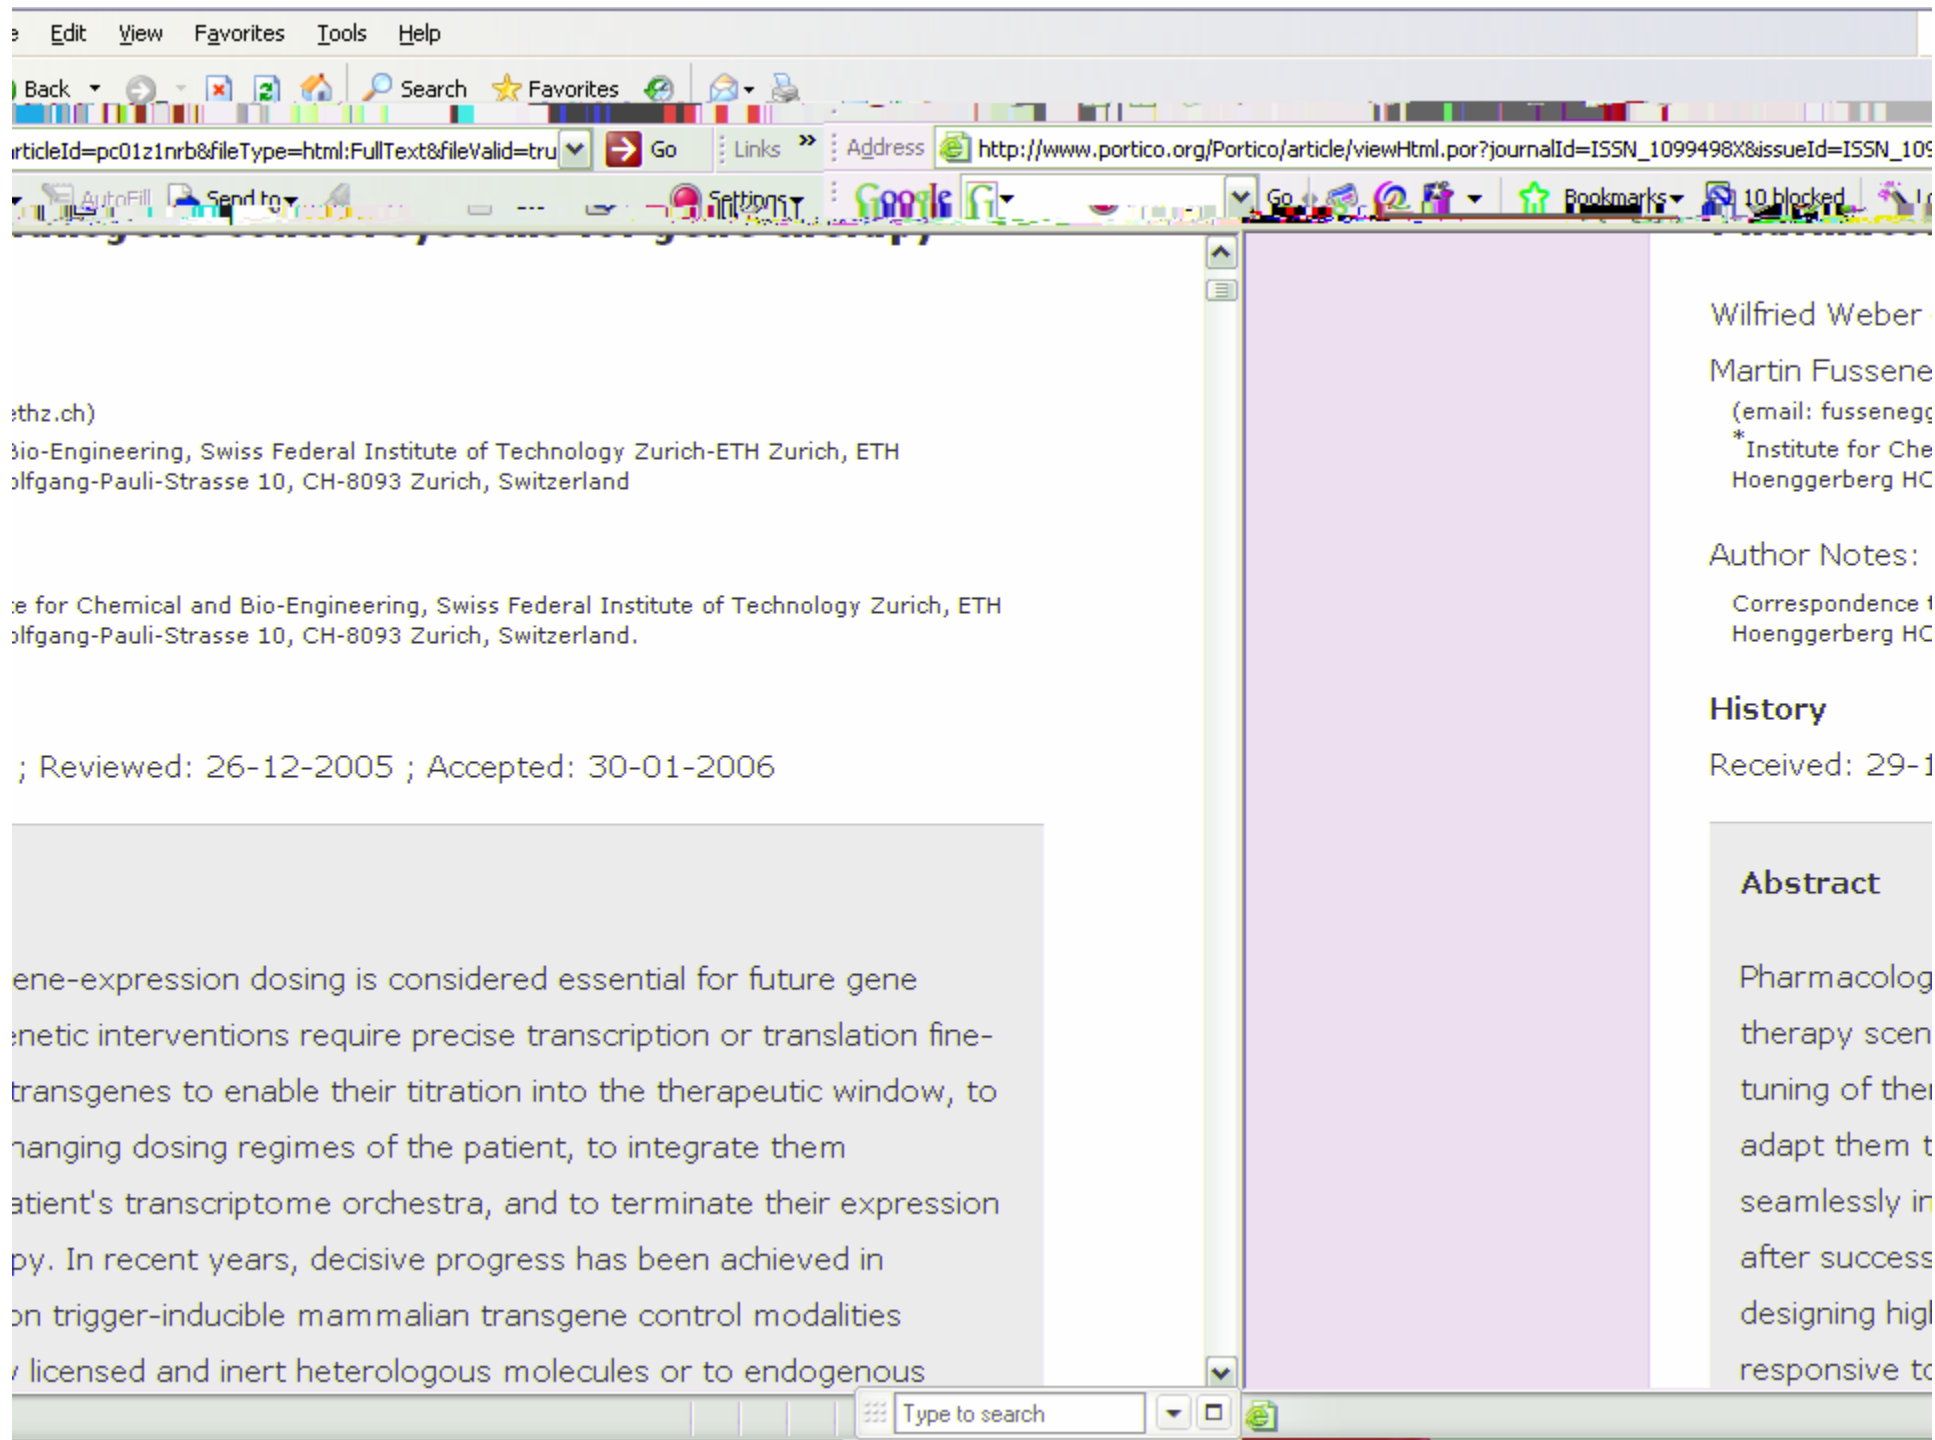 Edit View Favorites Tools Help
Back Search Favorites
rticleId=pc01z1nrb&fileType=html:FullText&fileValid=tru Go Links » Address http://www.portico.org/Portico/article/viewHtml.por?journalId=ISSN_1099498X&issueId=ISSN_109
AutoFill Send to Settings Google G Go Bookmarks 10 blocked
gene therapy
ethz.ch)
Bio-Engineering, Swiss Federal Institute of Technology Zurich-ETH Zurich, ETH
olfgang-Pauli-Strasse 10, CH-8093 Zurich, Switzerland
te for Chemical and Bio-Engineering, Swiss Federal Institute of Technology Zurich, ETH
olfgang-Pauli-Strasse 10, CH-8093 Zurich, Switzerland.
; Reviewed: 26-12-2005 ; Accepted: 30-01-2006
ene-expression dosing is considered essential for future gene
enetic interventions require precise transcription or translation fine-
transgenes to enable their titration into the therapeutic window, to
hanging dosing regimes of the patient, to integrate them
atient's transcriptome orchestra, and to terminate their expression
py. In recent years, decisive progress has been achieved in
on trigger-inducible mammalian transgene control modalities
licensed and inert heterologous molecules or to endogenous
Type to search
Wilfried Weber
Martin Fussene
(email: fussenegg
*Institute for Che
Hoenggerberg HC
Author Notes:
Correspondence t
Hoenggerberg HC
History
Received: 29-1
Abstract
Pharmacolog
therapy scen
tuning of ther
adapt them t
seamlessly in
after success
designing high
responsive to